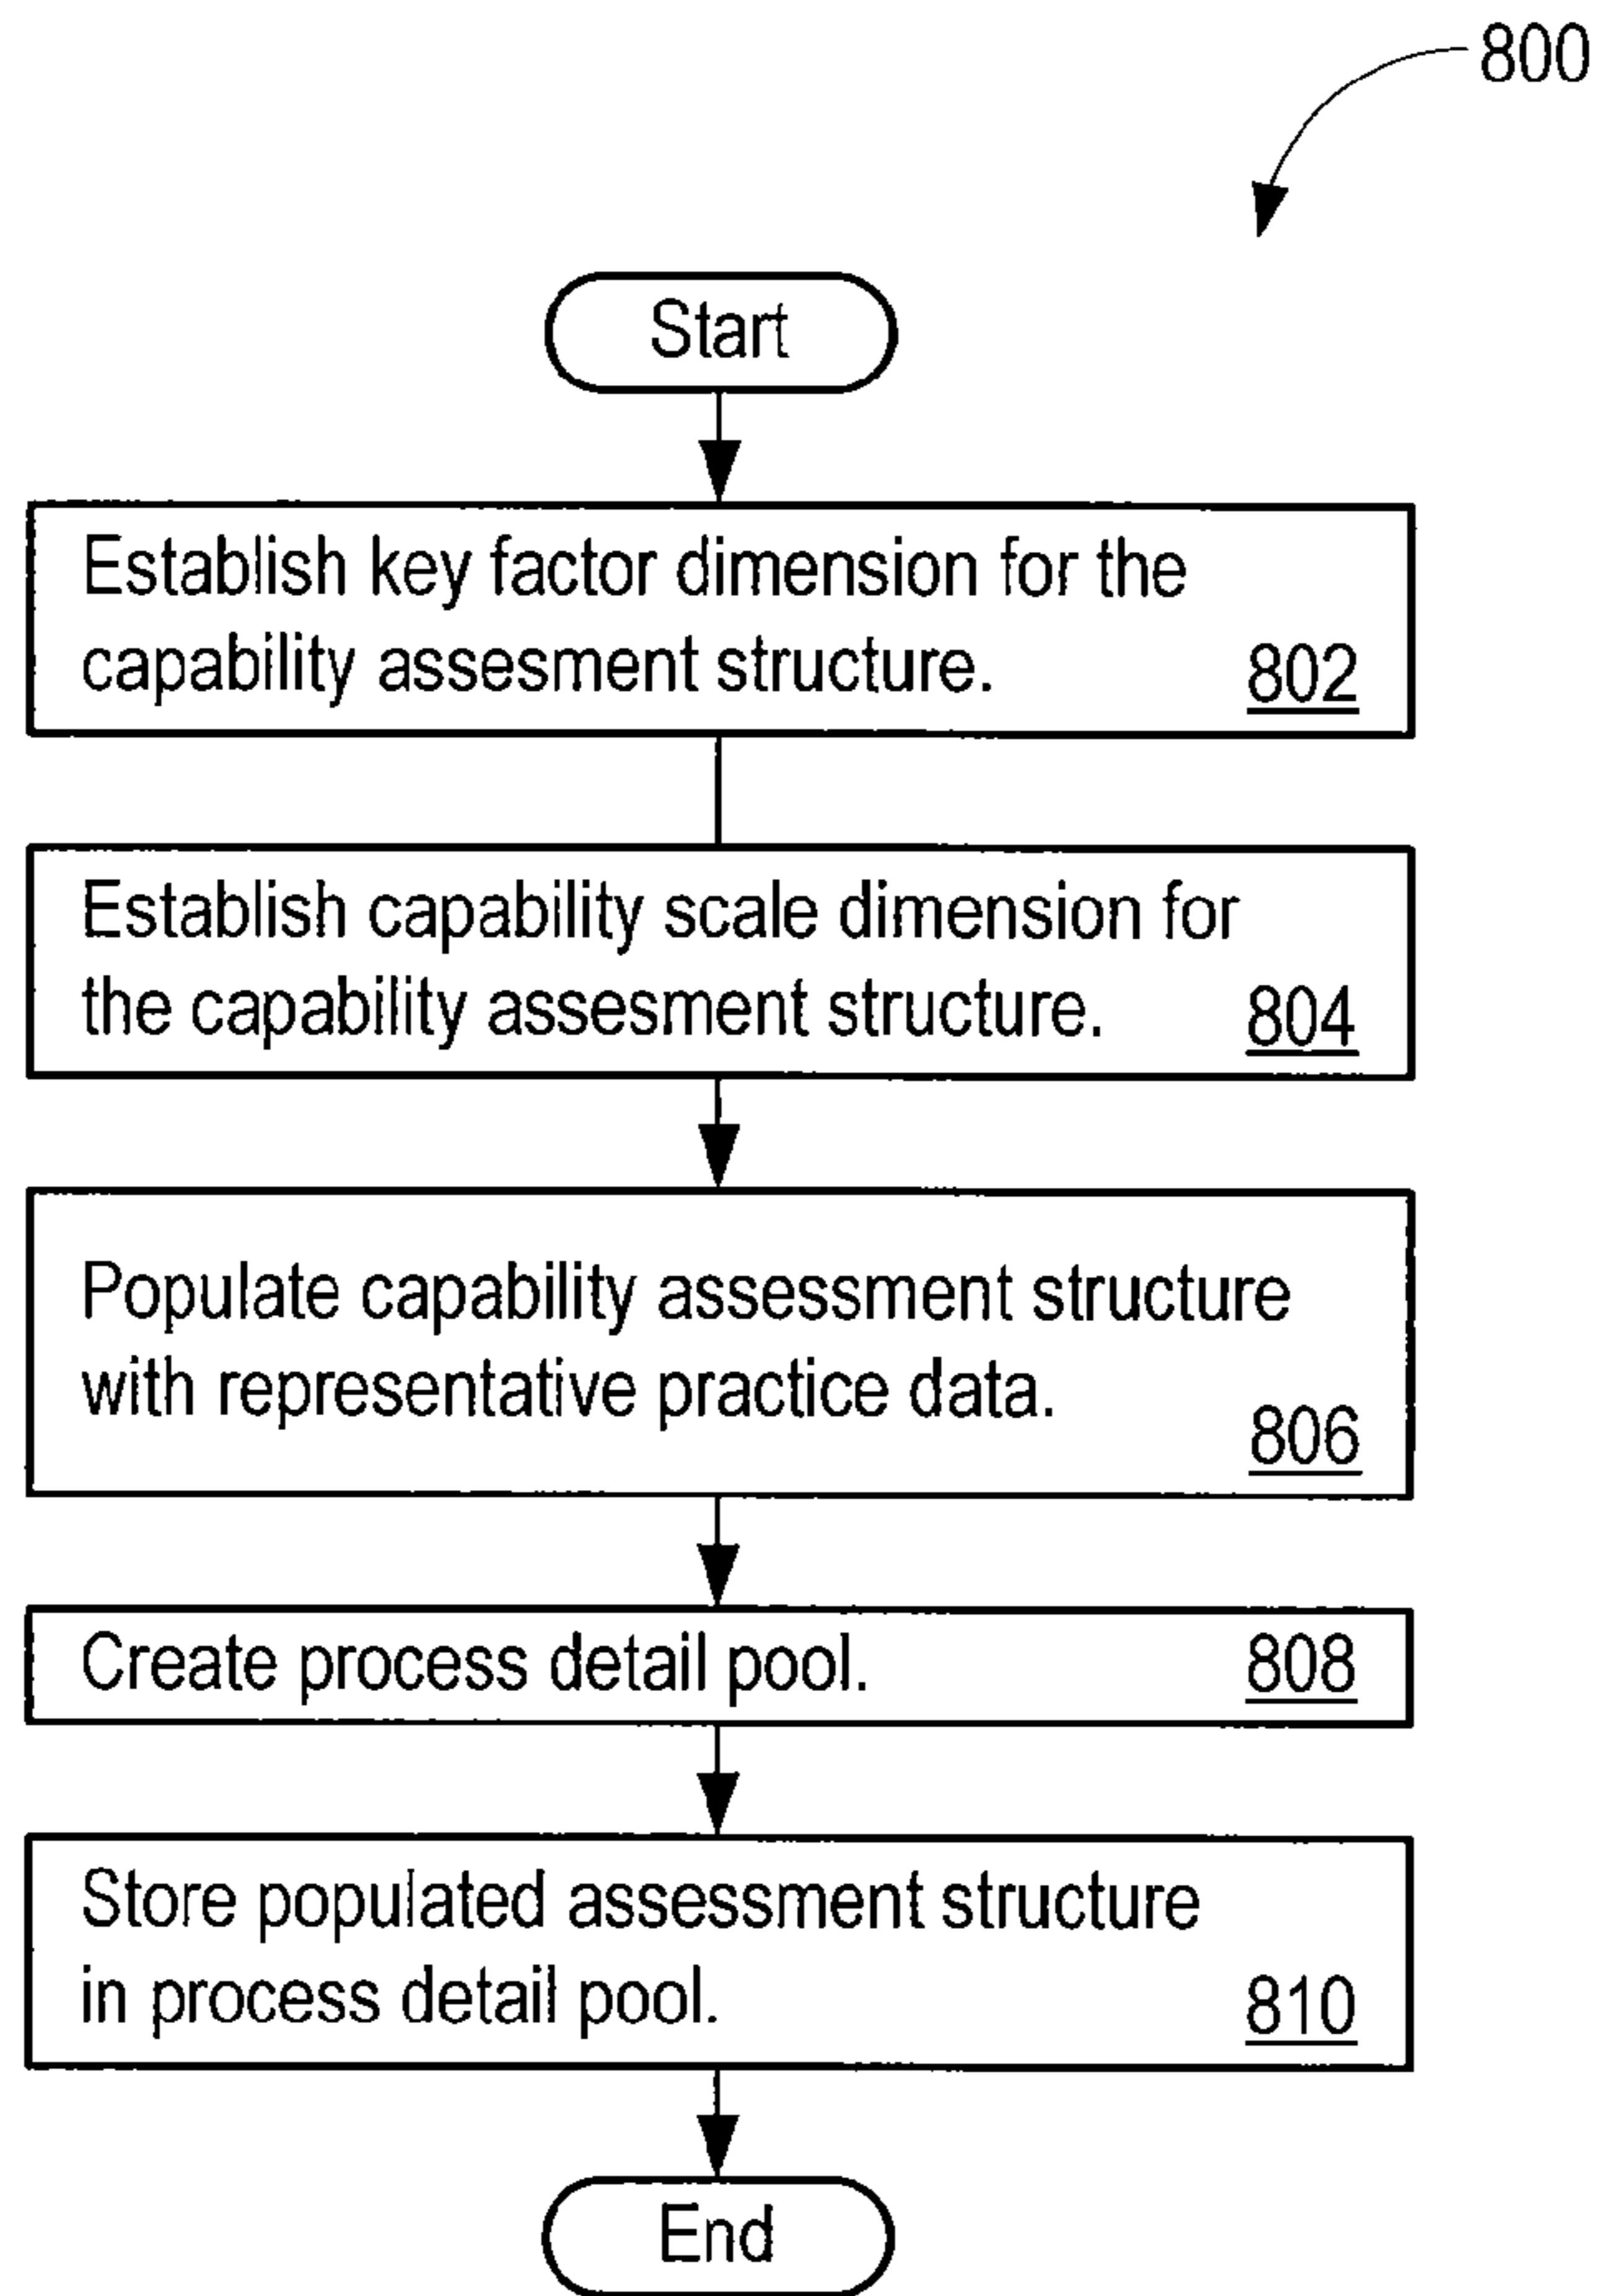 800
Start
Establish key factor dimension for the
capability assesment structure. 802
Establish capability scale dimension for
the capability assesment structure. 804
Populate capability assessment structure
with representative practice data.
806
Create process detail pool. 808
Store populated assessment structure
in process detail pool. 810
End